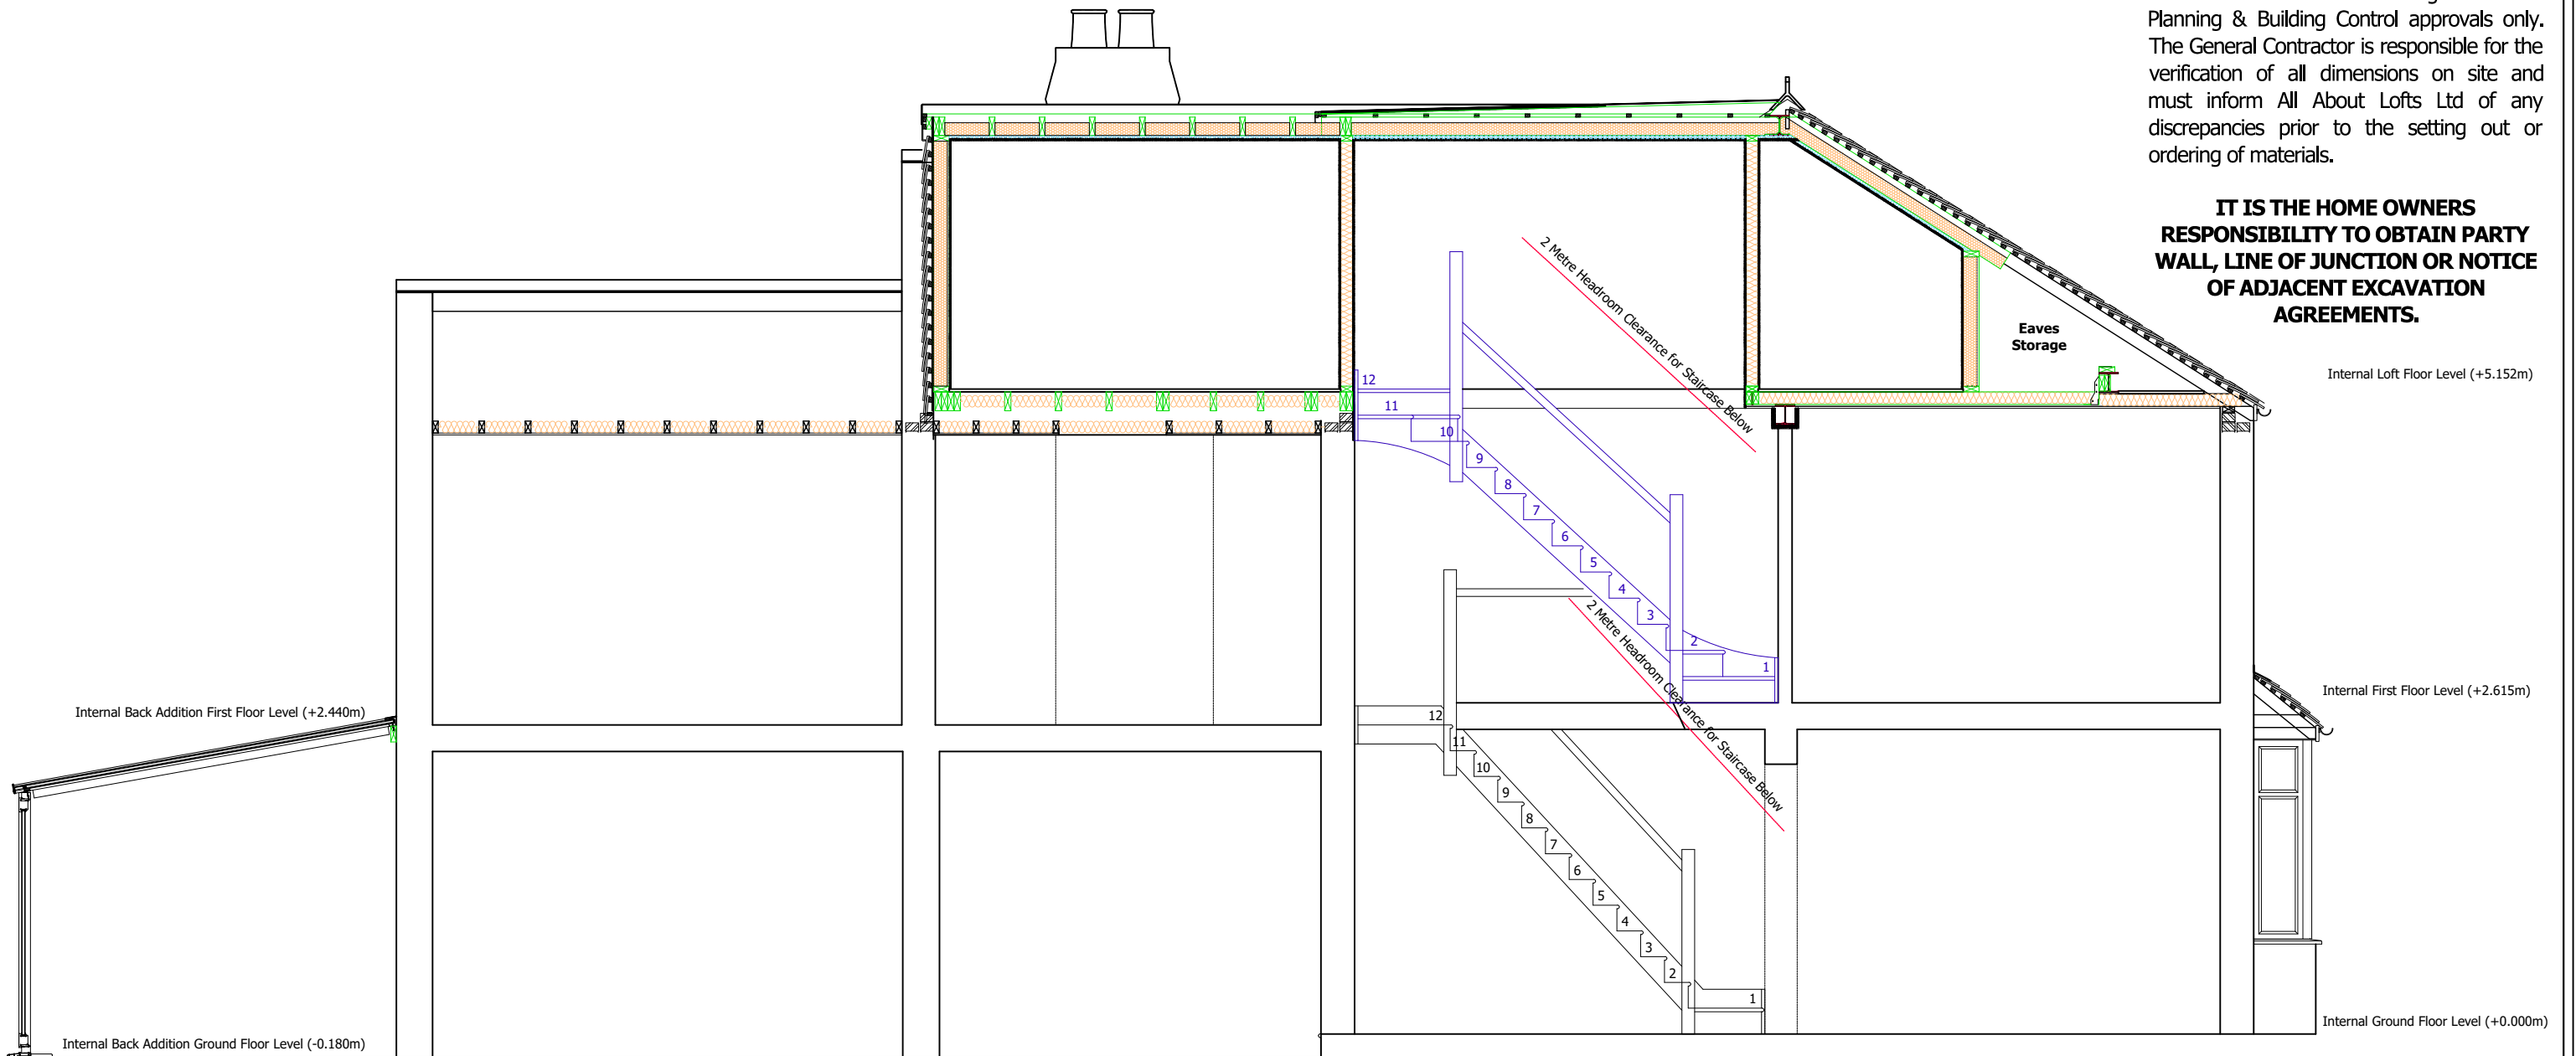 Planning & Building Control approvals only.
The General Contractor is responsible for the
verification of all dimensions on site and
must inform All About Lofts Ltd of any
discrepancies prior to the setting out or
ordering of materials.
IT IS THE HOME OWNERS
RESPONSIBILITY TO OBTAIN PARTY
WALL, LINE OF JUNCTION OR NOTICE
OF ADJACENT EXCAVATION
AGREEMENTS.
2 Metre Headroom Clearance for Staircase Below
Eaves
Storage
Internal Loft Floor Level (+5.152m)
12
11
10
9
8
7
6
5
4
3
2
1
2 Metre Headroom Clearance for Staircase Below
Internal First Floor Level (+2.615m)
Internal Back Addition First Floor Level (+2.440m)
12
11
10
9
8
7
6
5
4
3
2
1
Internal Ground Floor Level (+0.000m)
Internal Back Addition Ground Floor Level (-0.180m)